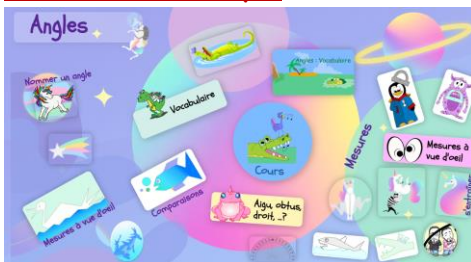 Angles
Nommer un angle
Vocabulaire
Angles : Vocabulaire
Cours
Mesures
Mesures à
vue d'oeil
Mesures à vue d'oeil
Comparaisons
Aigu, obtus,
droit, ..?